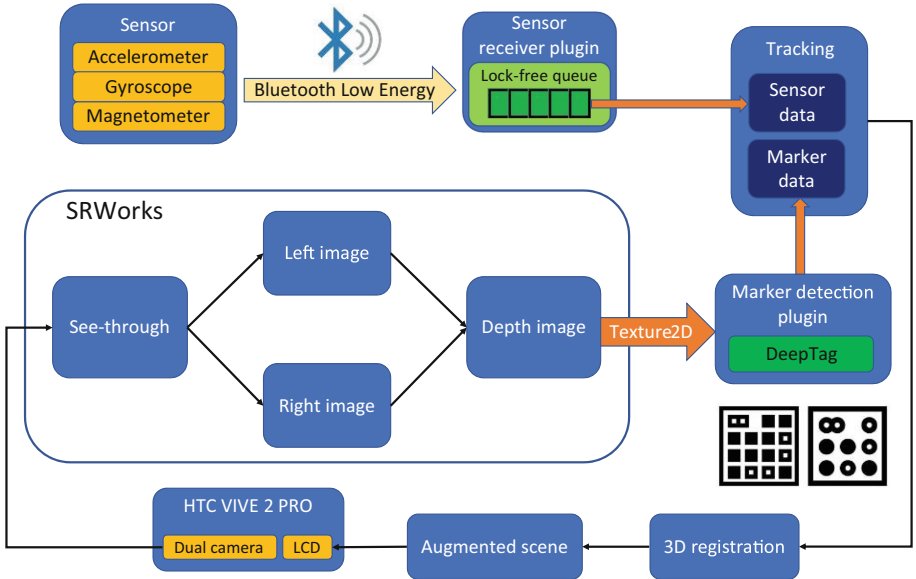 Sensor
Accelerometer
Gyroscope
Magnetometer
Bluetooth Low Energy
Sensor
receiver plugin
Lock-free queue
Tracking
Sensor
data
Marker
data
SRWorks
See-through
Left image
Right image
Depth image
Texture2D
Marker detection
plugin
DeepTag
HTC VIVE 2 PRO
Dual camera
LCD
Augmented scene
3D registration